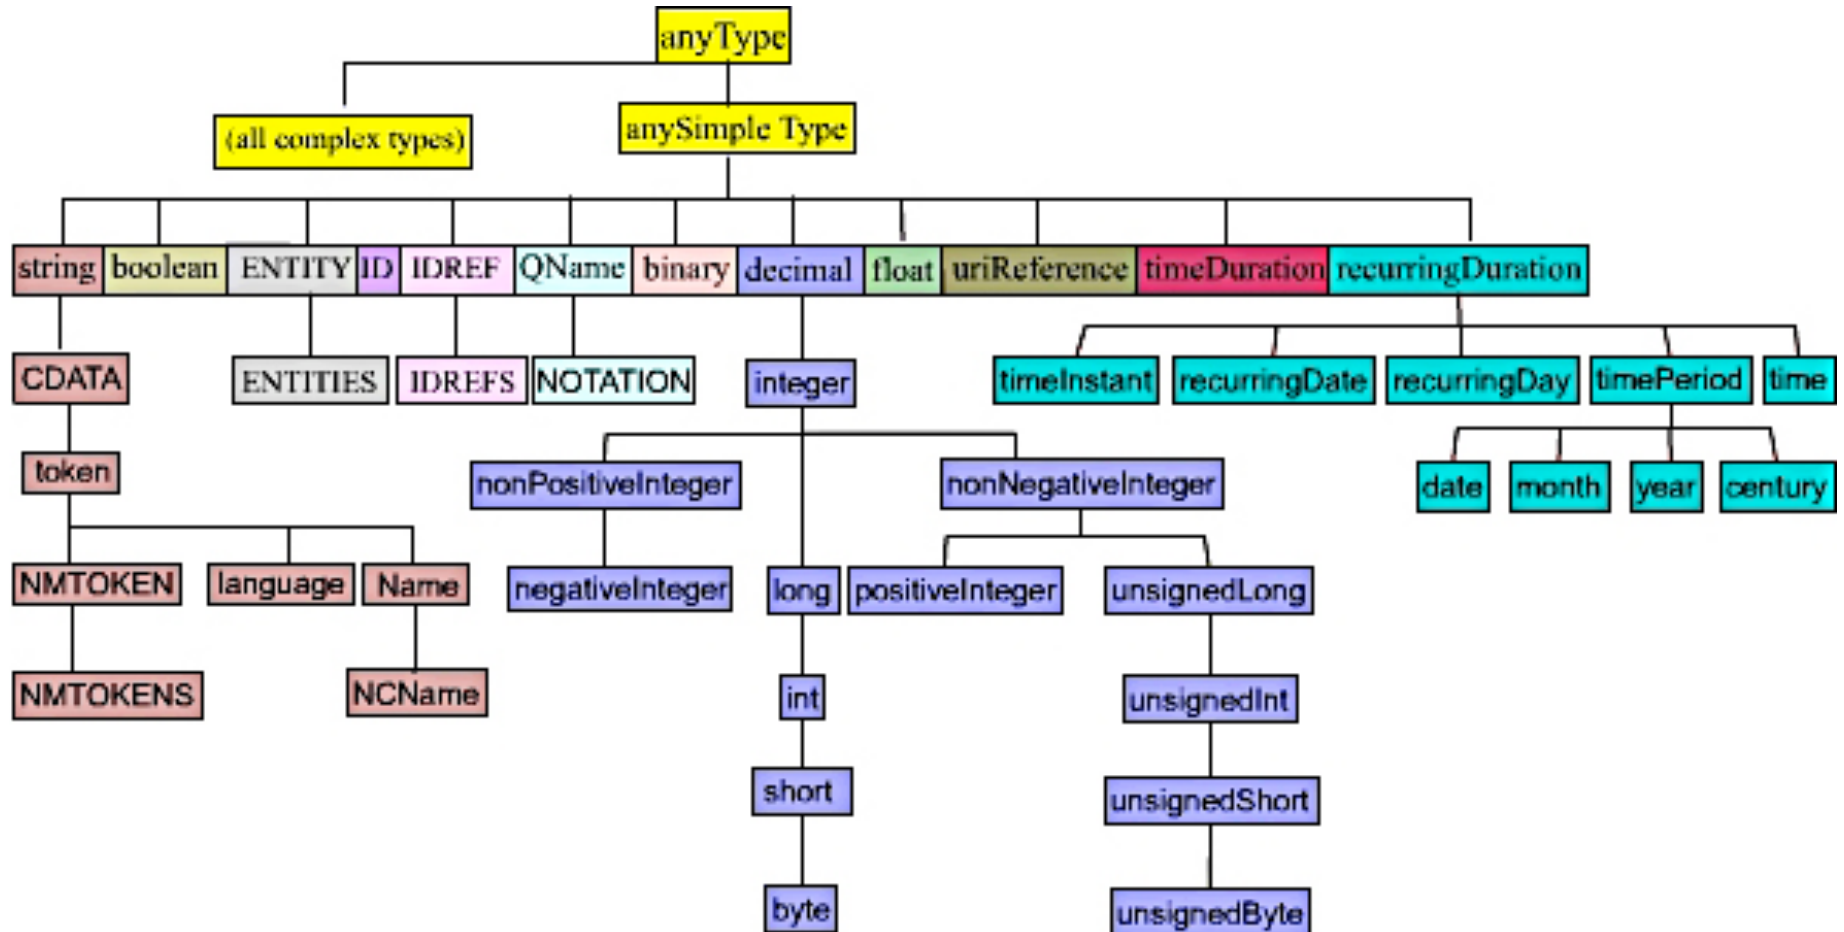 anyType
(all complex types)
anySimple Type
string boolean ENTITY ID IDREF QName binary decimal float uriReference timeDuration recurringDuration
CDATA ENTITIES IDREFS NOTATION integer timeInstant recurringDate recurringDay timePeriod time
token nonPositiveInteger nonNegativeInteger date month year century
NMTOKEN language Name negativeInteger long positiveInteger unsignedLong
NMTOKENS NCName int unsignedInt
short unsignedShort
byte unsignedByte